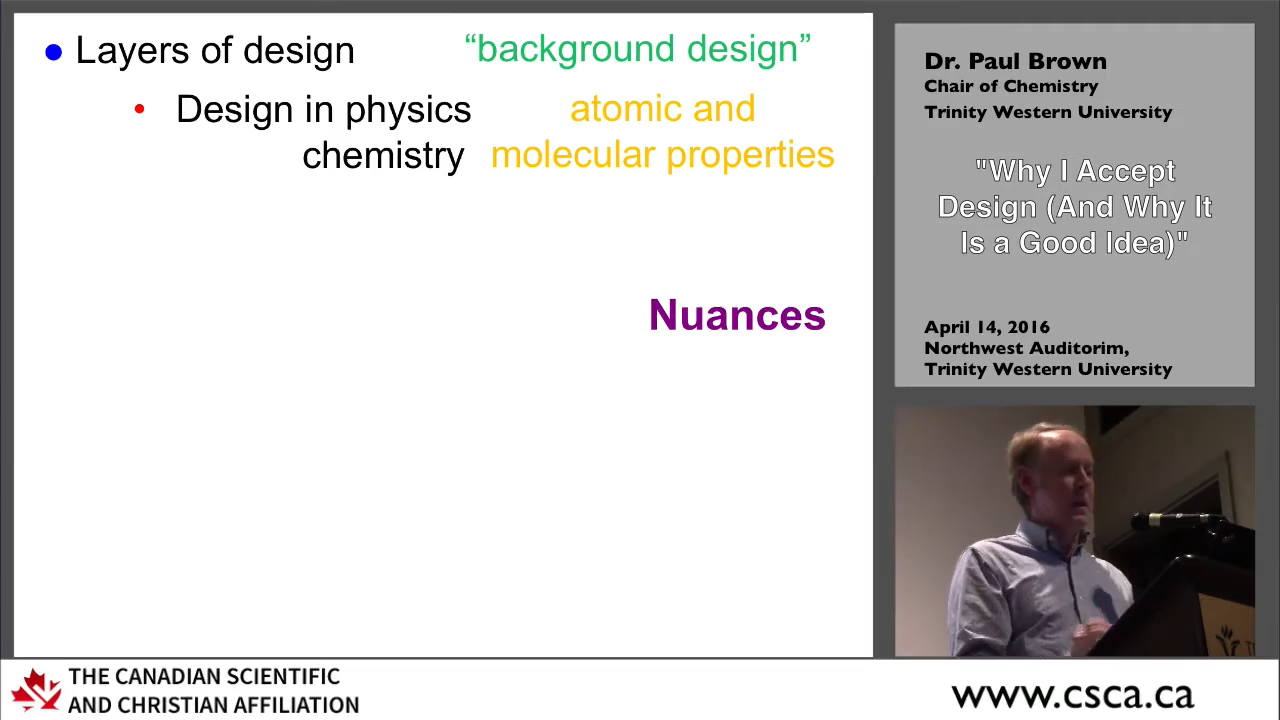 ● Layers of design “background design”
• Design in physics atomic and
chemistry molecular properties
Nuances
Dr. Paul Brown
Chair of Chemistry
Trinity Western University
"Why I Accept
Design (And Why It
Is a Good Idea)"
April 14, 2016
Northwest Auditorim,
Trinity Western University
THE CANADIAN SCIENTIFIC
AND CHRISTIAN AFFILIATION
www.csca.ca